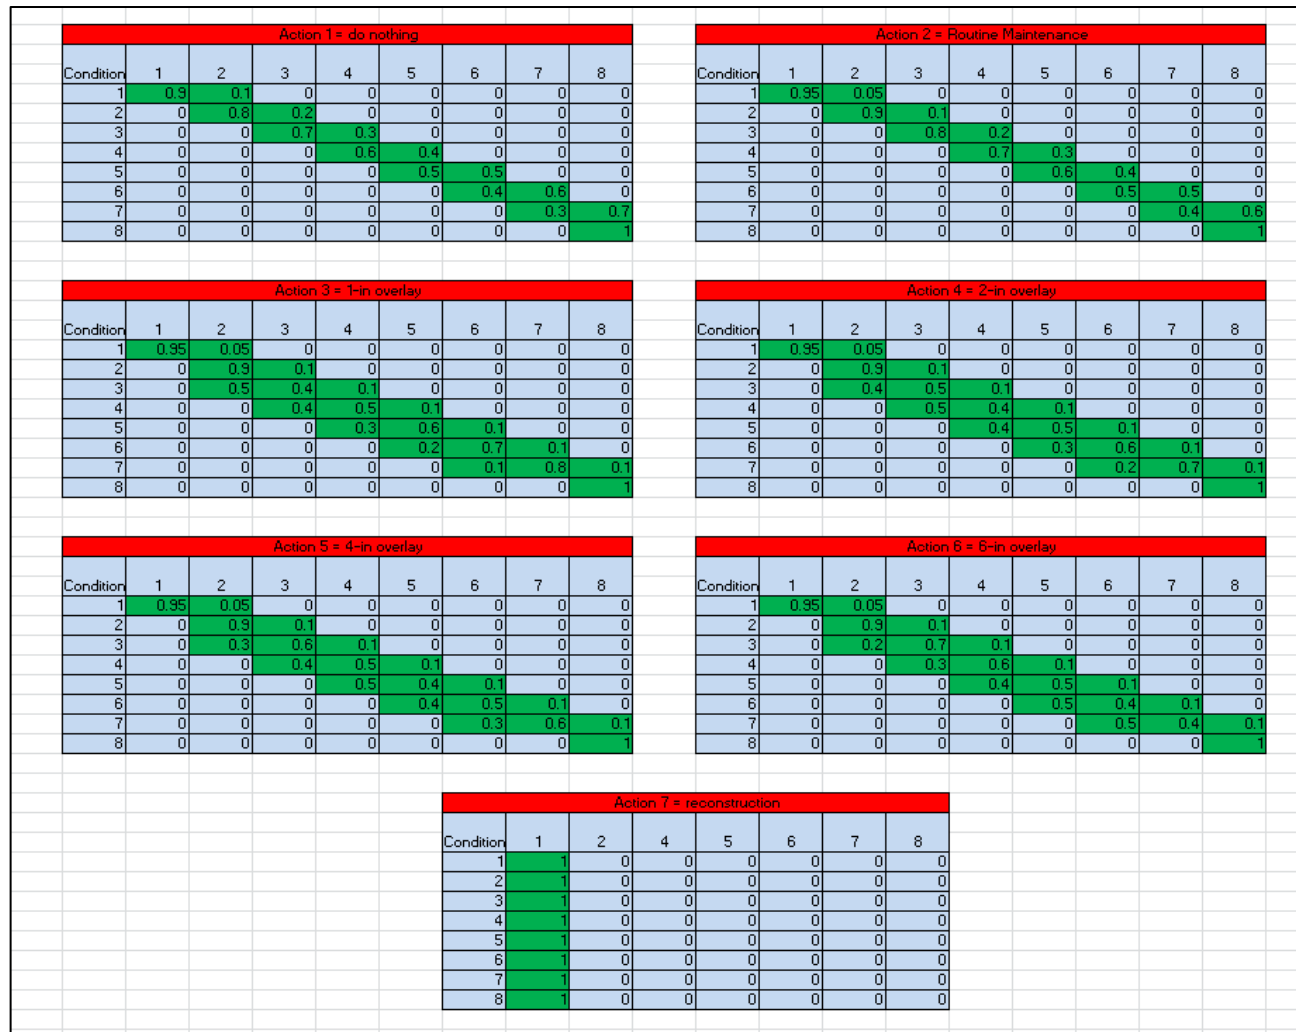 Action 1 = do nothing
Condition 1 2 3 4 5 6 7 8
1 0.9 0.1 0 0 0 0 0 0
2 0 0.8 0.2 0 0 0 0 0
3 0 0 0.7 0.3 0 0 0 0
4 0 0 0 0.6 0.4 0 0 0
5 0 0 0 0 0.5 0.5 0 0
6 0 0 0 0 0 0.4 0.6 0
7 0 0 0 0 0 0 0.3 0.7
8 0 0 0 0 0 0 0 1
Action 2 = Routine Maintenance
Condition 1 2 3 4 5 6 7 8
1 0.95 0.05 0 0 0 0 0 0
2 0 0.9 0.1 0 0 0 0 0
3 0 0 0.8 0.2 0 0 0 0
4 0 0 0 0.7 0.3 0 0 0
5 0 0 0 0 0.6 0.4 0 0
6 0 0 0 0 0 0.5 0.5 0
7 0 0 0 0 0 0 0.4 0.6
8 0 0 0 0 0 0 0 1
Action 3 = 1-in overlay
Condition 1 2 3 4 5 6 7 8
1 0.95 0.05 0 0 0 0 0 0
2 0 0.9 0.1 0 0 0 0 0
3 0 0.5 0.4 0.1 0 0 0 0
4 0 0 0.4 0.5 0.1 0 0 0
5 0 0 0 0.3 0.6 0.1 0 0
6 0 0 0 0 0.2 0.7 0.1 0
7 0 0 0 0 0 0.1 0.8 0.1
8 0 0 0 0 0 0 0 1
Action 4 = 2-in overlay
Condition 1 2 3 4 5 6 7 8
1 0.95 0.05 0 0 0 0 0 0
2 0 0.9 0.1 0 0 0 0 0
3 0 0.4 0.5 0.1 0 0 0 0
4 0 0 0.5 0.4 0.1 0 0 0
5 0 0 0 0.4 0.5 0.1 0 0
6 0 0 0 0 0.3 0.6 0.1 0
7 0 0 0 0 0 0.2 0.7 0.1
8 0 0 0 0 0 0 0 1
Action 5 = 4-in overlay
Condition 1 2 3 4 5 6 7 8
1 0.95 0.05 0 0 0 0 0 0
2 0 0.9 0.1 0 0 0 0 0
3 0 0.3 0.6 0.1 0 0 0 0
4 0 0 0.4 0.5 0.1 0 0 0
5 0 0 0 0.5 0.4 0.1 0 0
6 0 0 0 0 0.4 0.5 0.1 0
7 0 0 0 0 0 0.3 0.6 0.1
8 0 0 0 0 0 0 0 1
Action 6 = 6-in overlay
Condition 1 2 3 4 5 6 7 8
1 0.95 0.05 0 0 0 0 0 0
2 0 0.9 0.1 0 0 0 0 0
3 0 0.2 0.7 0.1 0 0 0 0
4 0 0 0.3 0.6 0.1 0 0 0
5 0 0 0 0.4 0.5 0.1 0 0
6 0 0 0 0 0.5 0.4 0.1 0
7 0 0 0 0 0 0.5 0.4 0.1
8 0 0 0 0 0 0 0 1
Action 7 = reconstruction
Condition 1 2 4 5 6 7 8
1 1 0 0 0 0 0 0
2 1 0 0 0 0 0 0
3 1 0 0 0 0 0 0
4 1 0 0 0 0 0 0
5 1 0 0 0 0 0 0
6 1 0 0 0 0 0 0
7 1 0 0 0 0 0 0
8 1 0 0 0 0 0 0